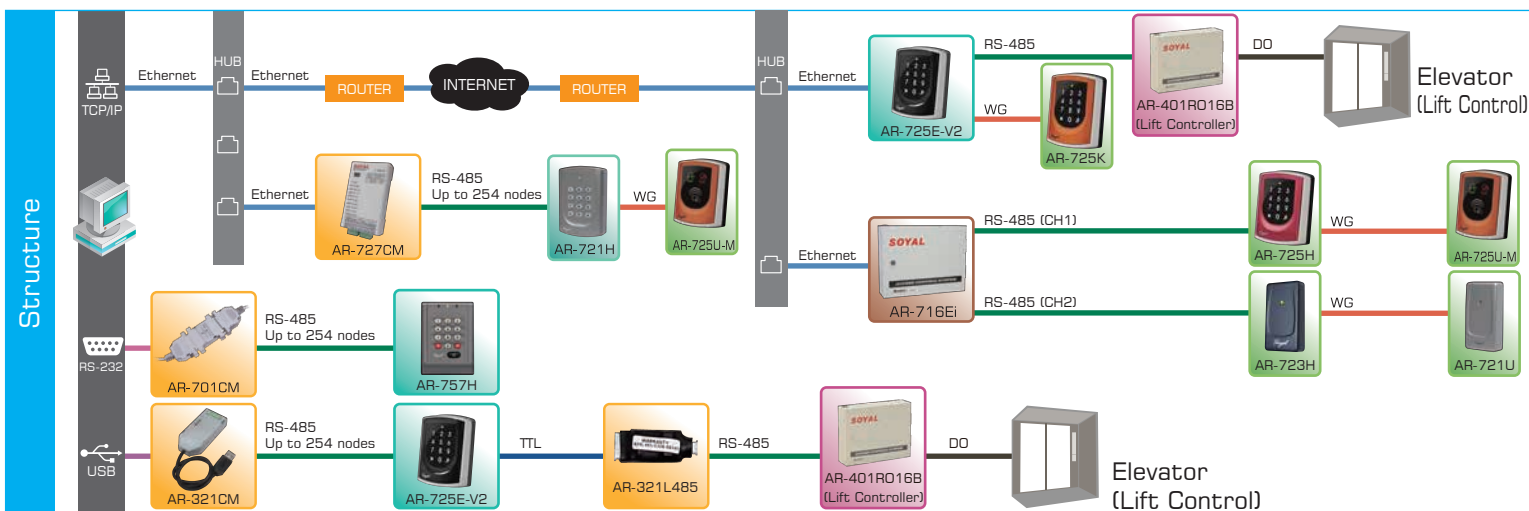 Structure
TCP/IP
Ethernet
HUB
Ethernet
ROUTER
INTERNET
ROUTER
HUB
Ethernet
AR-725E-V2
RS-485
SOYAL
AR-401RO16B
(Lift Controller)
DO
Elevator
(Lift Control)
WG
AR-725K
Ethernet
SOYAL
AR-727CM
RS-485
Up to 254 nodes
AR-721H
WG
AR-725U-M
Ethernet
SOYAL
AR-716Ei
RS-485 (CH1)
AR-725H
WG
AR-725U-M
RS-485 (CH2)
AR-723H
WG
AR-721U
RS-232
AR-701CM
RS-485
Up to 254 nodes
AR-757H
USB
AR-321CM
RS-485
Up to 254 nodes
AR-725E-V2
TTL
WARRANTY
AR-321L485
RS-485
SOYAL
AR-401RO16B
(Lift Controller)
DO
Elevator
(Lift Control)